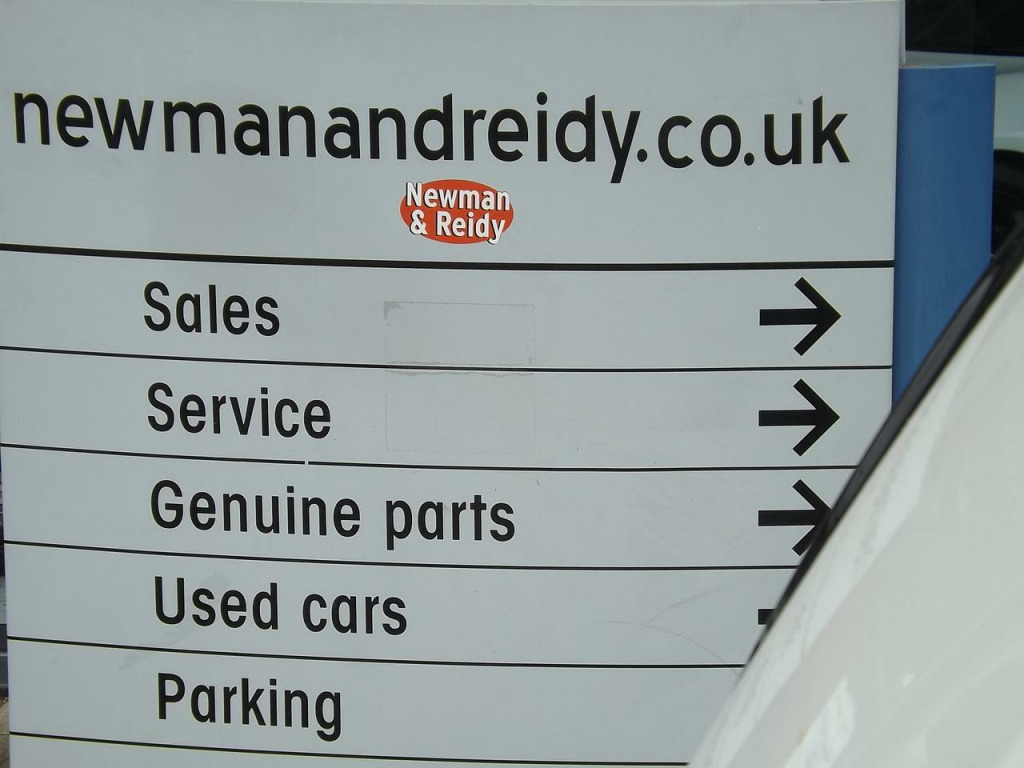 newmanandreidy.co.uk
Newman
& Reidy
Sales
Service
Genuine parts
Used cars
Parking